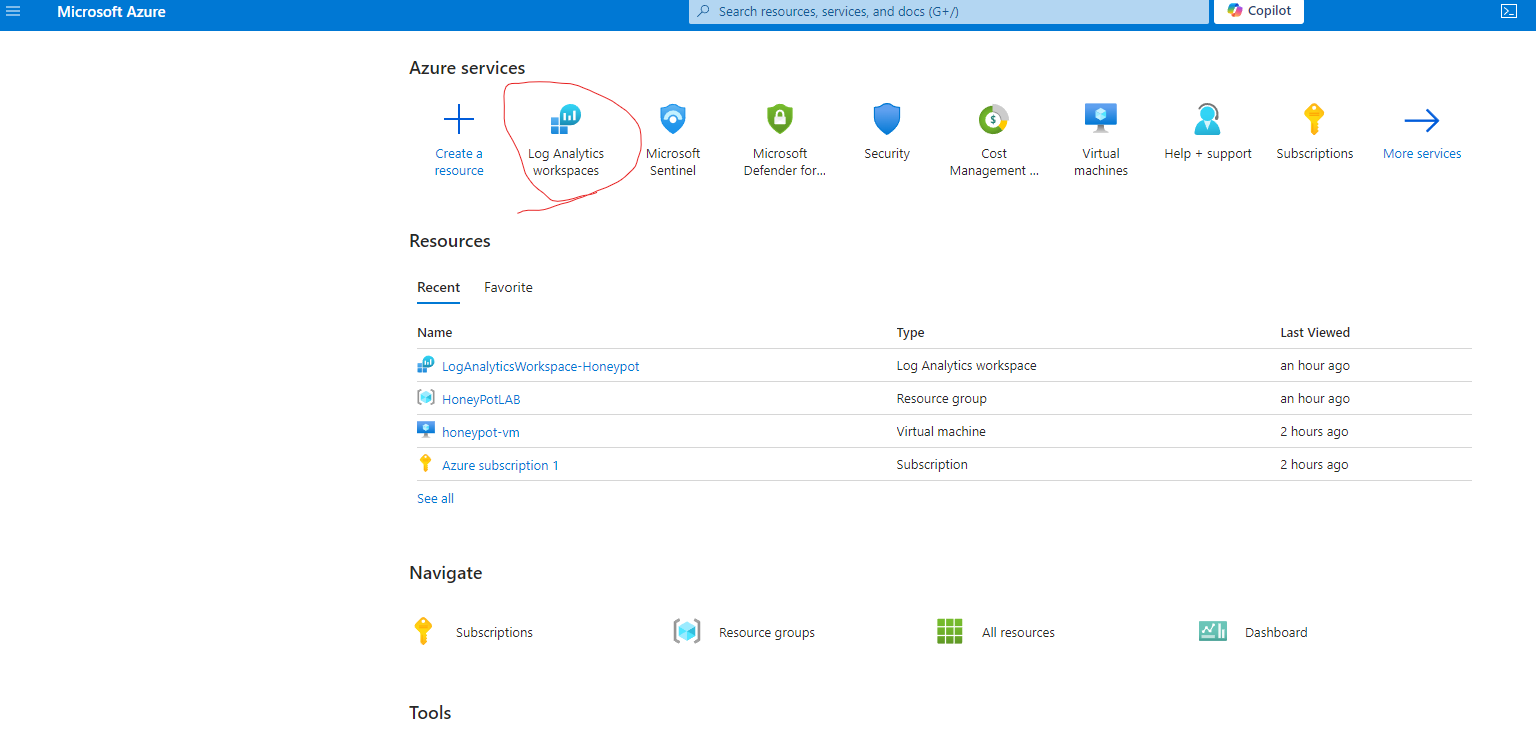 Microsoft Azure
Search resources, services, and docs (G+/)
Copilot
Azure services
Create a
resource
Log Analytics
workspaces
Microsoft
Sentinel
Microsoft
Defender for...
Security
Cost
Management ...
Virtual
machines
Help + support
Subscriptions
More services
Resources
Recent Favorite
Name Type Last Viewed
LogAnalyticsWorkspace-Honeypot Log Analytics workspace an hour ago
HoneyPotLAB Resource group an hour ago
honeypot-vm Virtual machine 2 hours ago
Azure subscription 1 Subscription 2 hours ago
See all
Navigate
Subscriptions Resource groups All resources Dashboard
Tools